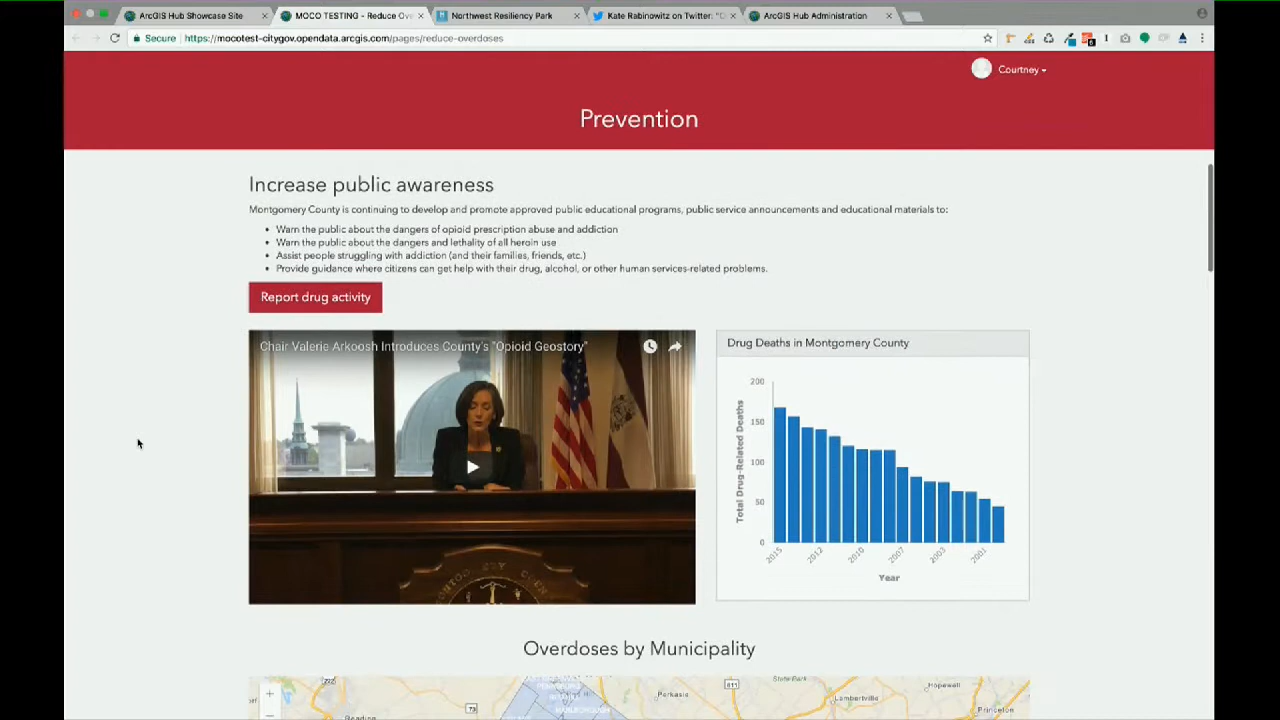 ArcGIS Hub Showcase Site
MOCO TESTING - Reduce Ov
Northwest Resiliency Park
Kate Rabinowitz on Twitter: "D
ArcGIS Hub Administration
Secure
https://mocotest-citygov.opendata.arcgis.com/pages/reduce-overdoses
Courtney
Prevention
Increase public awareness
Montgomery County is continuing to develop and promote approved public educational programs, public service announcements and educational materials to:
• Warn the public about the dangers of opioid prescription abuse and addiction
• Warn the public about the dangers and lethality of all heroin use
• Assist people struggling with addiction (and their families, friends, etc.)
• Provide guidance where citizens can get help with their drug, alcohol, or other human services-related problems.
Report drug activity
Chair Valerie Arkoosh Introduces County's "Opioid Geostory"
Drug Deaths in Montgomery County
200
150
100
50
0
Total Drug-Related Deaths
2015
2012
2010
2007
2003
2001
Year
Overdoses by Municipality
+
Reading
73
Perkasie
611
State Park
Lambertville
Hopewell
Princeton